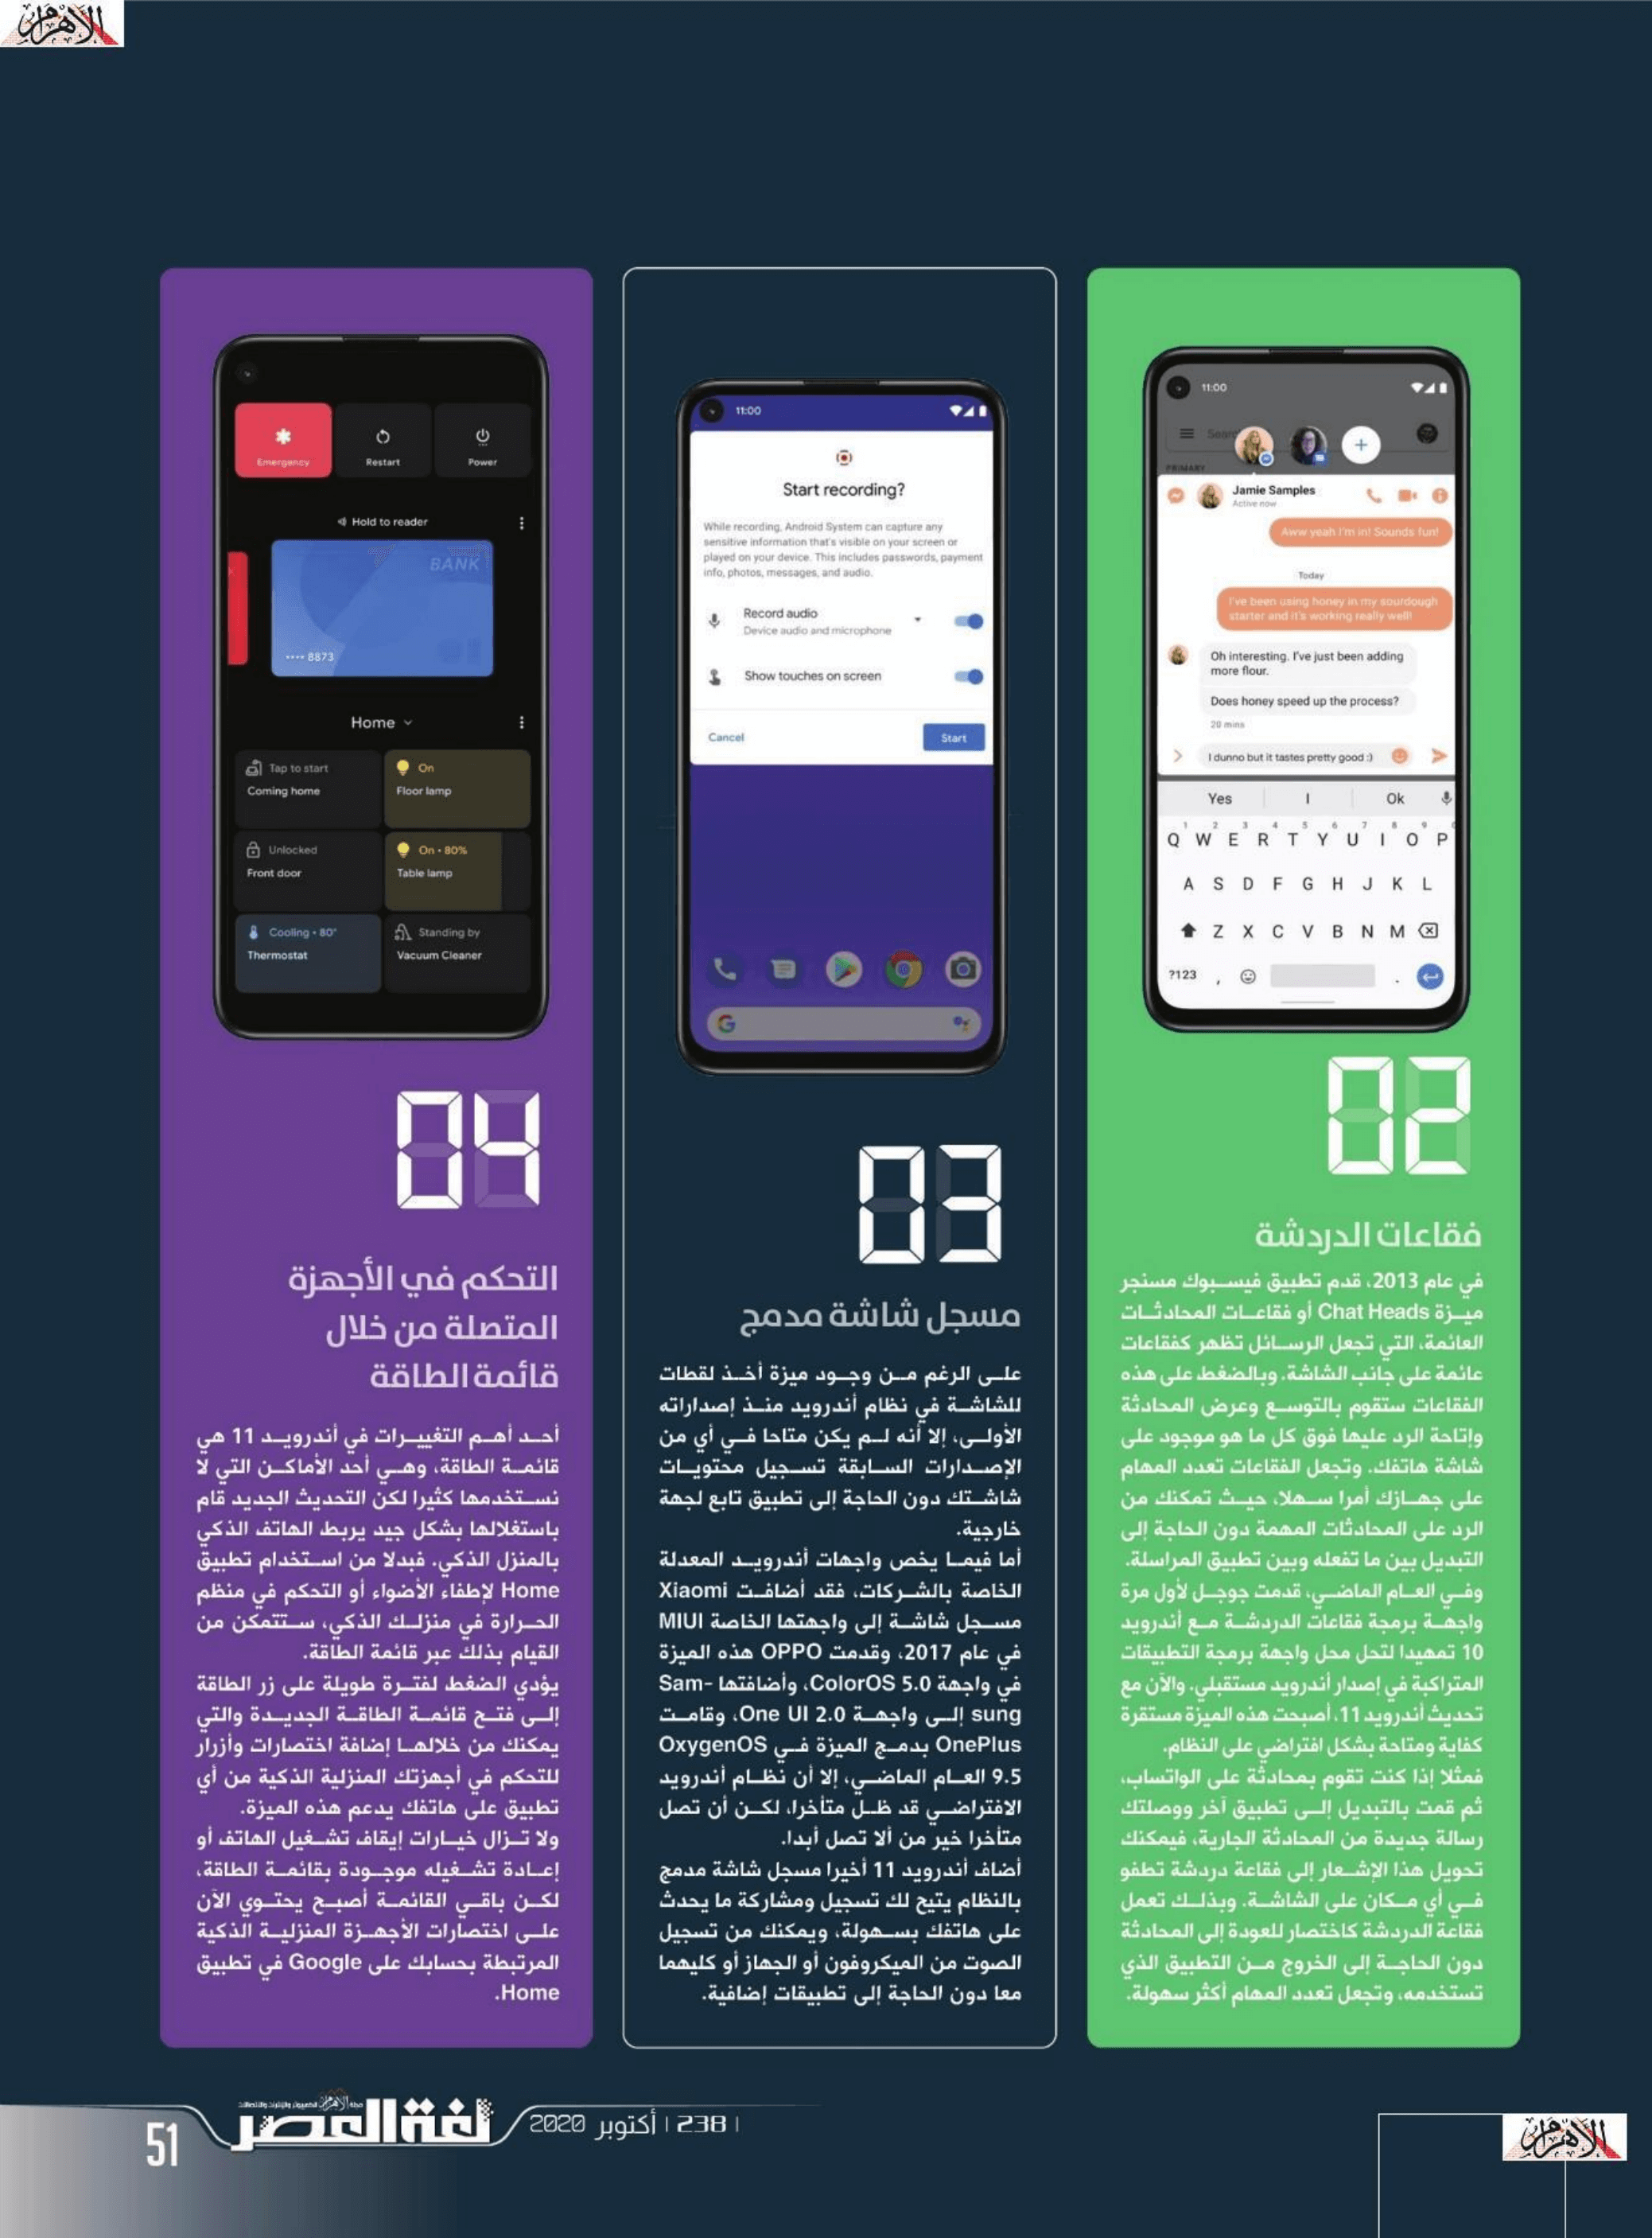 الأهرام
11:00
Sear
PRIMARY
Jamie Samples
Active now
Aww yeah I'm in! Sounds fun!
Today
I've been using honey in my sourdough
starter and it's working really well!
Oh interesting. I've just been adding
more flour.
Does honey speed up the process?
20 mins
I dunno but it tastes pretty good :)
Yes I Ok
1 2 3 4 5 6 7 8 9 0
Q W E R T Y U I O P
A S D F G H J K L
Z X C V B N M
?123 , .
02
فقاعات الدردشة
في عام 2013، قدم تطبيق فيسبوك مسنجر
ميزة Chat Heads أو فقاعات المحادثات
العائمة، التي تجعل الرسائل تظهر كفقاعات
عائمة على جانب الشاشة، وبالضغط على هذه
الفقاعات ستقوم بالتوسع وعرض المحادثة
وإتاحة الرد عليها فوق كل ما هو موجود على
شاشة هاتفك. وتجعل الفقاعات تعدد المهام
على جهازك أمرا سهلا، حيث تمكنك من
الرد على المحادثات المهمة دون الحاجة إلى
التبديل بين ما تفعله وبين تطبيق المراسلة.
وفي العام الماضي، قدمت جوجل لأول مرة
واجهة برمجة فقاعات الدردشة مع أندرويد
10 تمهيدا لتحل محل واجهة برمجة التطبيقات
المتراكبة في إصدار أندرويد مستقبلي. والآن مع
تحديث أندرويد 11، أصبحت هذه الميزة مستقرة
كفاية ومتاحة بشكل افتراضي على النظام.
فمثلا إذا كنت تقوم بمحادثة على الواتساب،
ثم قمت بالتبديل إلى تطبيق آخر ووصلتك
رسالة جديدة من المحادثة الجارية، فيمكنك
تحويل هذا الإشعار إلى فقاعة دردشة تطفو
في أي مكان على الشاشة. وبذلك تعمل
فقاعة الدردشة كاختصار للعودة إلى المحادثة
دون الحاجة إلى الخروج من التطبيق الذي
تستخدمه، وتجعل تعدد المهام أكثر سهولة.
11:00
Start recording?
While recording, Android System can capture any
sensitive information that's visible on your screen or
played on your device. This includes passwords, payment
info, photos, messages, and audio.
Record audio
Device audio and microphone
Show touches on screen
Cancel Start
03
مسجل شاشة مدمج
على الرغم من وجود ميزة أخذ لقطات
للشاشة في نظام أندرويد منذ إصداراته
الأولى، إلا أنه لم يكن متاحا في أي من
الإصدارات السابقة تسجيل محتويات
شاشتك دون الحاجة إلى تطبيق تابع لجهة
خارجية.
أما فيما يخص واجهات أندرويد المعدلة
الخاصة بالشركات، فقد أضافت Xiaomi
مسجل شاشة إلى واجهتها الخاصة MIUI
في عام 2017، وقدمت OPPO هذه الميزة
في واجهة ColorOS 5.0، وأضافتها Sam-
sung إلى واجهة One UI 2.0، وقامت
OnePlus بدمج الميزة في OxygenOS
9.5 العام الماضي، إلا أن نظام أندرويد
الافتراضي قد ظل متأخرا، لكن أن تصل
متأخرا خير من ألا تصل أبدا.
أضاف أندرويد 11 أخيرا مسجل شاشة مدمج
بالنظام يتيح لك تسجيل ومشاركة ما يحدث
على هاتفك بسهولة، ويمكنك من تسجيل
الصوت من الميكروفون أو الجهاز أو كليهما
معا دون الحاجة إلى تطبيقات إضافية.
Emergency Restart Power
Hold to reader
BANK
•••• 8873
Home
Tap to start
Coming home
On
Floor lamp
Unlocked
Front door
On • 80%
Table lamp
Cooling • 80°
Thermostat
Standing by
Vacuum Cleaner
04
التحكم في الأجهزة
المتصلة من خلال
قائمة الطاقة
أحد أهم التغييرات في أندرويد 11 هي
قائمة الطاقة، وهي أحد الأماكن التي لا
نستخدمها كثيرا لكن التحديث الجديد قام
باستغلالها بشكل جيد يربط الهاتف الذكي
بالمنزل الذكي. فبدلا من استخدام تطبيق
Home لإطفاء الأضواء أو التحكم في منظم
الحرارة في منزلك الذكي، ستتمكن من
القيام بذلك عبر قائمة الطاقة.
يؤدي الضغط لفترة طويلة على زر الطاقة
إلى فتح قائمة الطاقة الجديدة والتي
يمكنك من خلالها إضافة اختصارات وأزرار
للتحكم في أجهزتك المنزلية الذكية من أي
تطبيق على هاتفك يدعم هذه الميزة.
ولا تزال خيارات إيقاف تشغيل الهاتف أو
إعادة تشغيله موجودة بقائمة الطاقة،
لكن باقي القائمة أصبح يحتوي الآن
على اختصارات الأجهزة المنزلية الذكية
المرتبطة بحسابك على Google في تطبيق
Home.
| 238 | أكتوبر 2020
لغة العصر
51
الأهرام